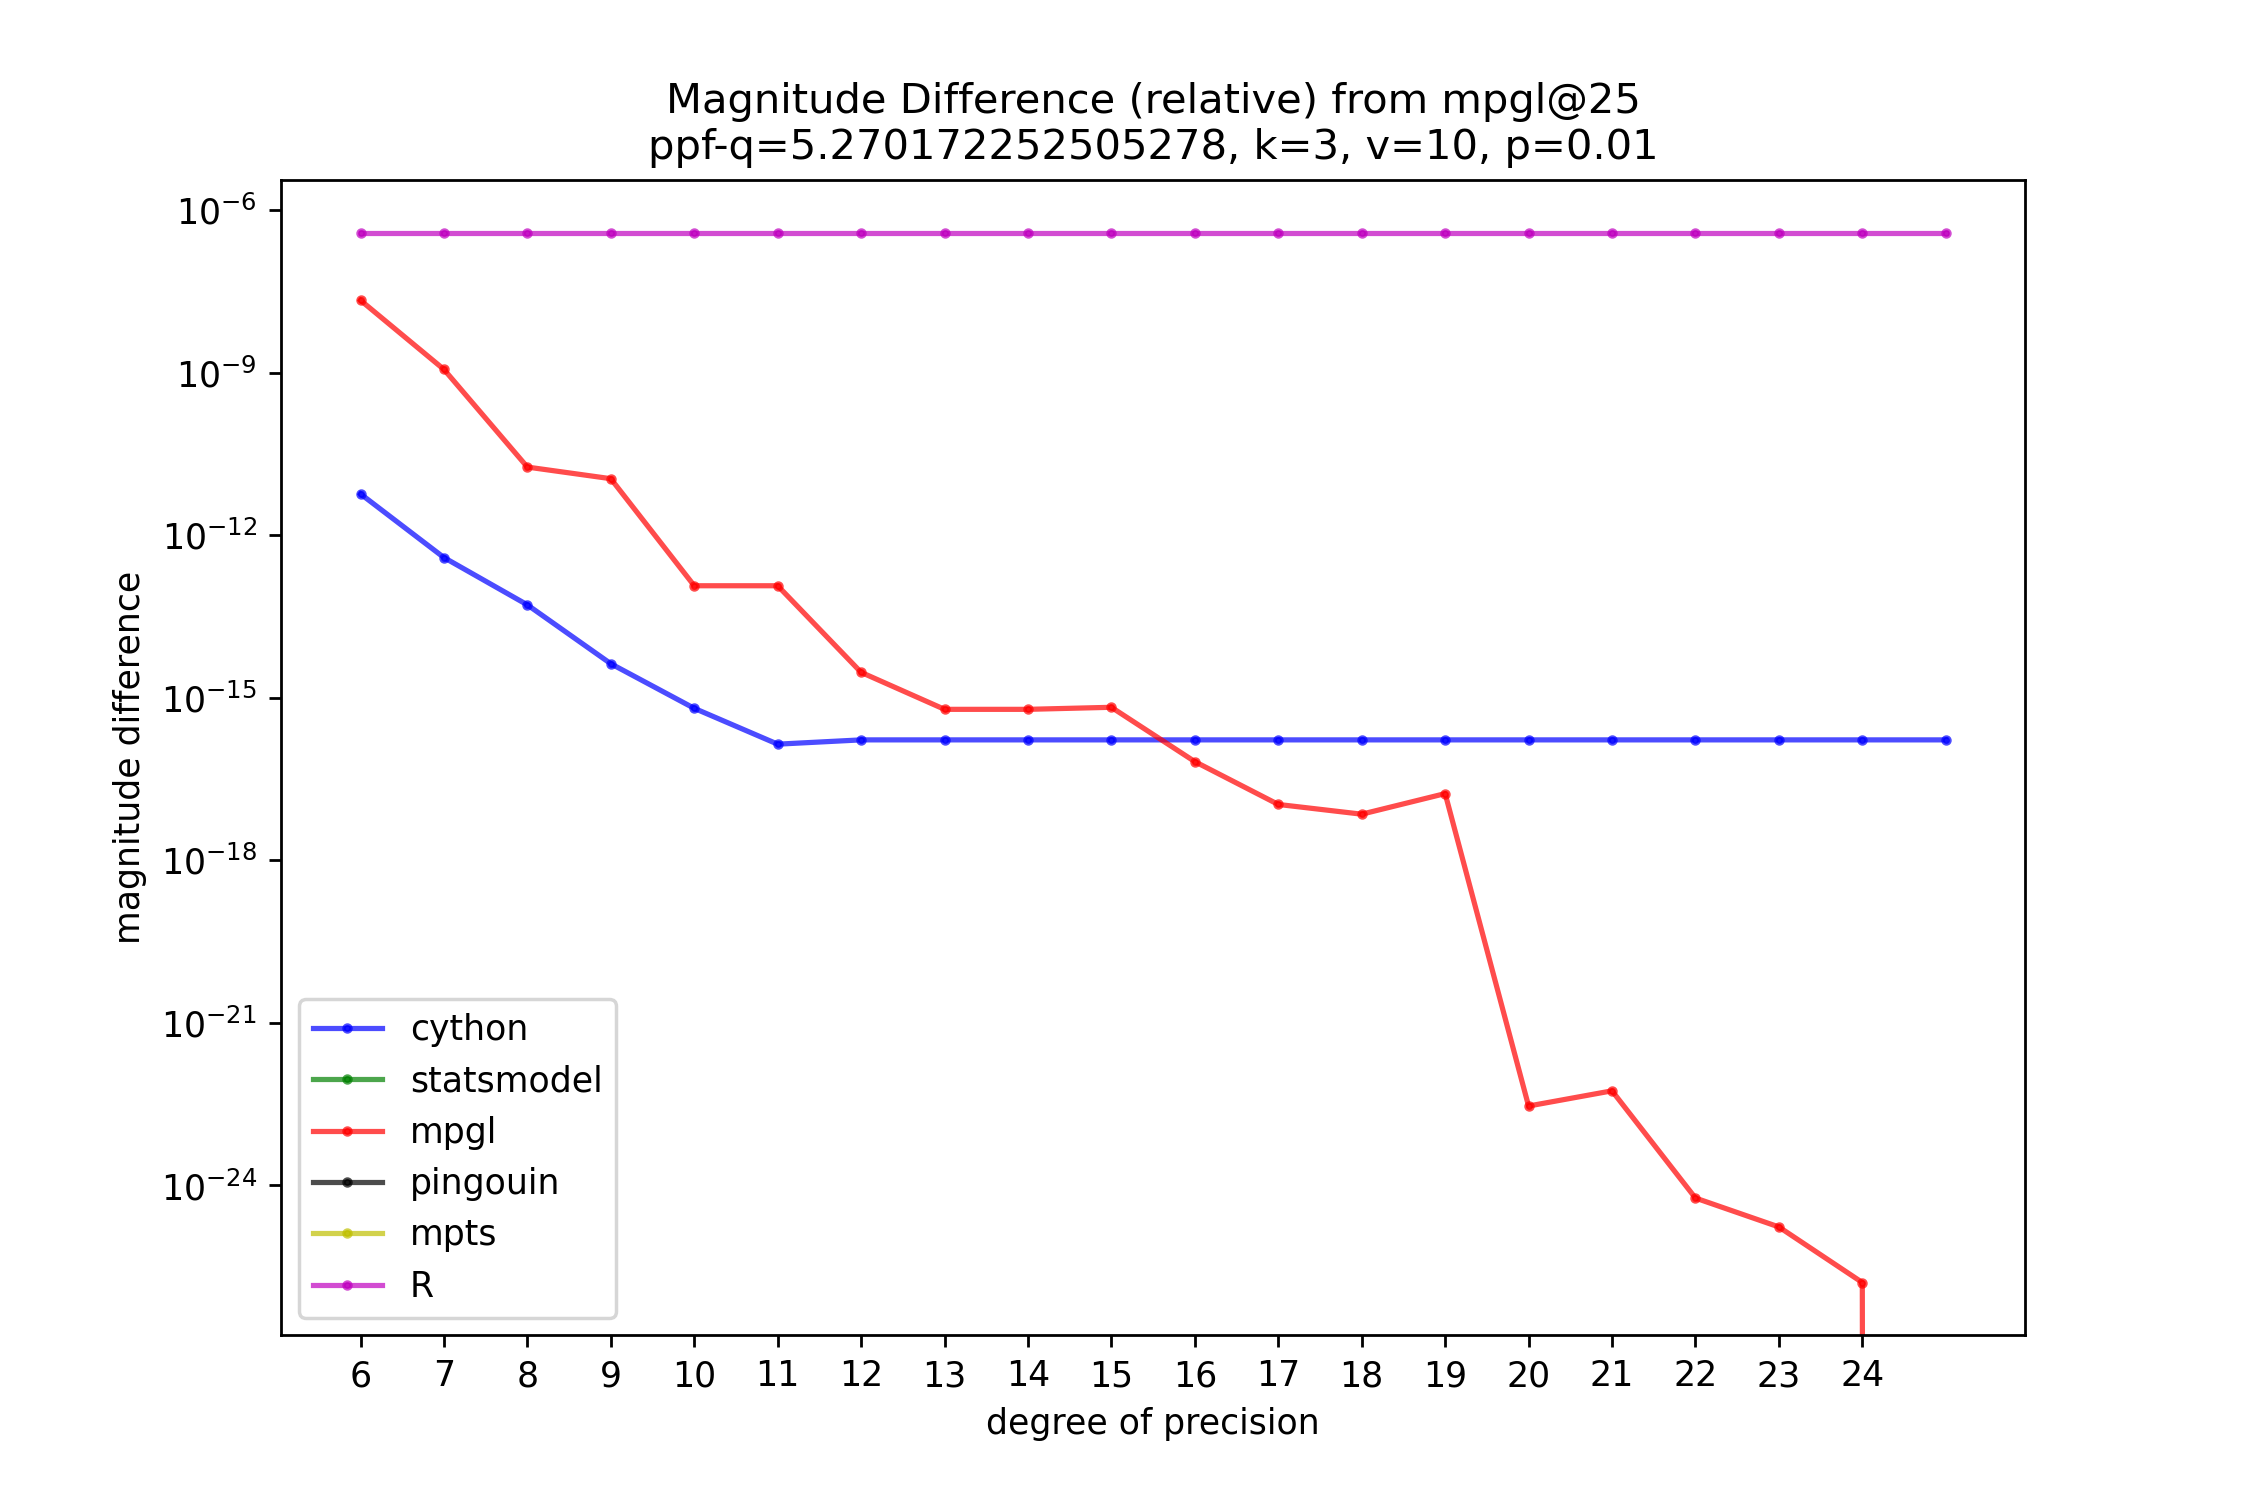 Magnitude Difference (relative) from mpgl@25
ppf-q=5.270172252505278, k=3, v=10, p=0.01
magnitude difference
10⁻⁶
10⁻⁹
10⁻¹²
10⁻¹⁵
10⁻¹⁸
10⁻²¹
10⁻²⁴
cython
statsmodel
mpgl
pingouin
mpts
R
6 7 8 9 10 11 12 13 14 15 16 17 18 19 20 21 22 23 24
degree of precision